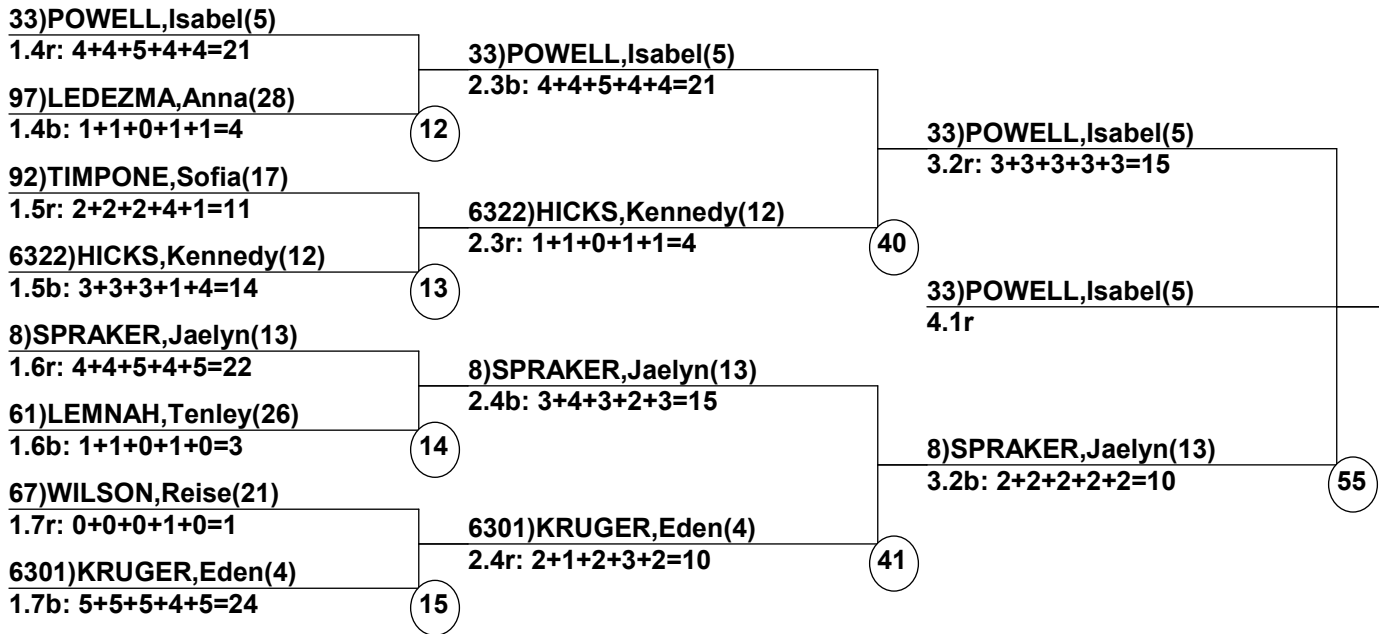 33)POWELL,Isabel(5)
1.4r: 4+4+5+4+4=21
97)LEDEZMA,Anna(28)
1.4b: 1+1+0+1+1=4
12
92)TIMPONE,Sofia(17)
1.5r: 2+2+2+4+1=11
6322)HICKS,Kennedy(12)
1.5b: 3+3+3+1+4=14
13
8)SPRAKER,Jaelyn(13)
1.6r: 4+4+5+4+5=22
61)LEMNAH,Tenley(26)
1.6b: 1+1+0+1+0=3
14
67)WILSON,Reise(21)
1.7r: 0+0+0+1+0=1
6301)KRUGER,Eden(4)
1.7b: 5+5+5+4+5=24
15
33)POWELL,Isabel(5)
2.3b: 4+4+5+4+4=21
6322)HICKS,Kennedy(12)
2.3r: 1+1+0+1+1=4
40
8)SPRAKER,Jaelyn(13)
2.4b: 3+4+3+2+3=15
6301)KRUGER,Eden(4)
2.4r: 2+1+2+3+2=10
41
33)POWELL,Isabel(5)
3.2r: 3+3+3+3+3=15
33)POWELL,Isabel(5)
4.1r
8)SPRAKER,Jaelyn(13)
3.2b: 2+2+2+2+2=10
55